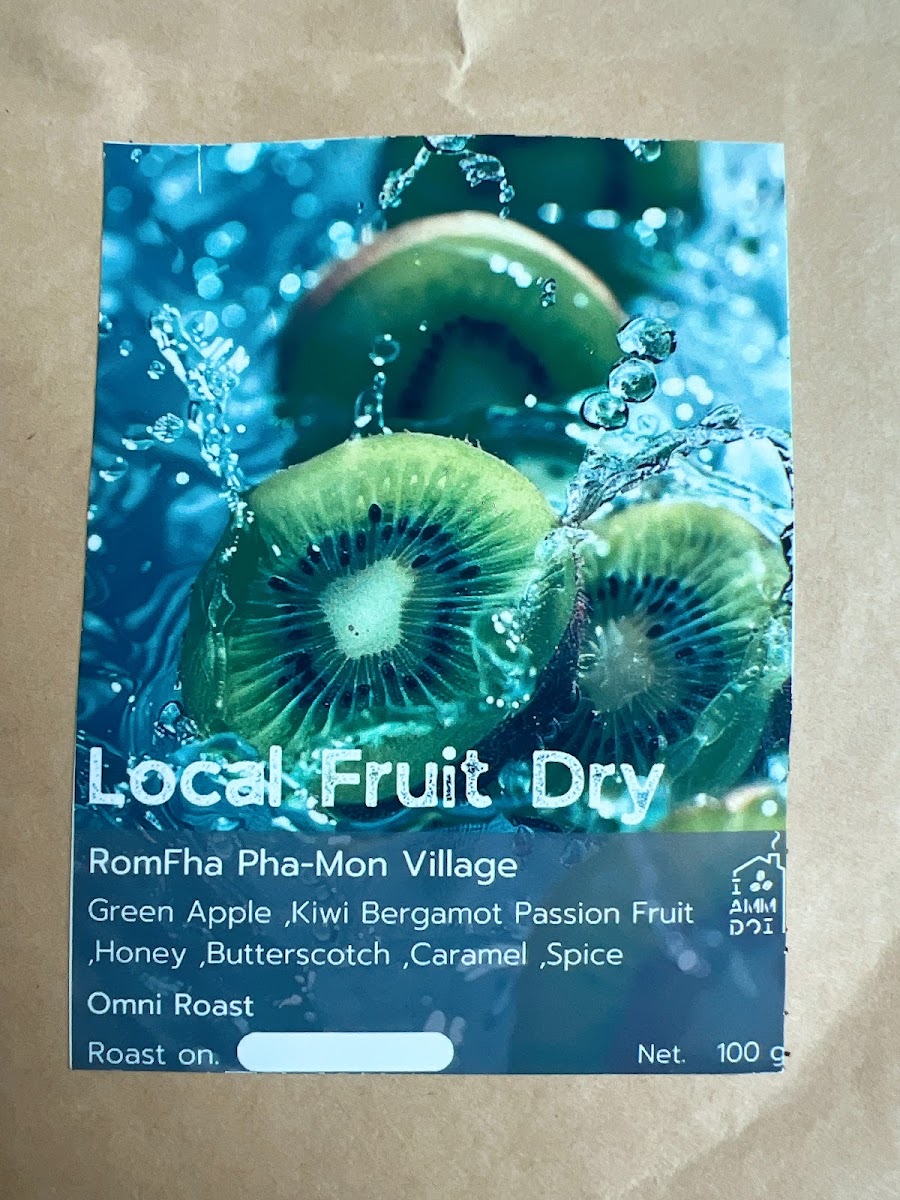 Local Fruit Dry
RomFha Pha-Mon Village
Green Apple ,Kiwi Bergamot Passion Fruit
,Honey ,Butterscotch ,Caramel ,Spice
I
AMM
DOI
Omni Roast
Roast on.
Net. 100 g